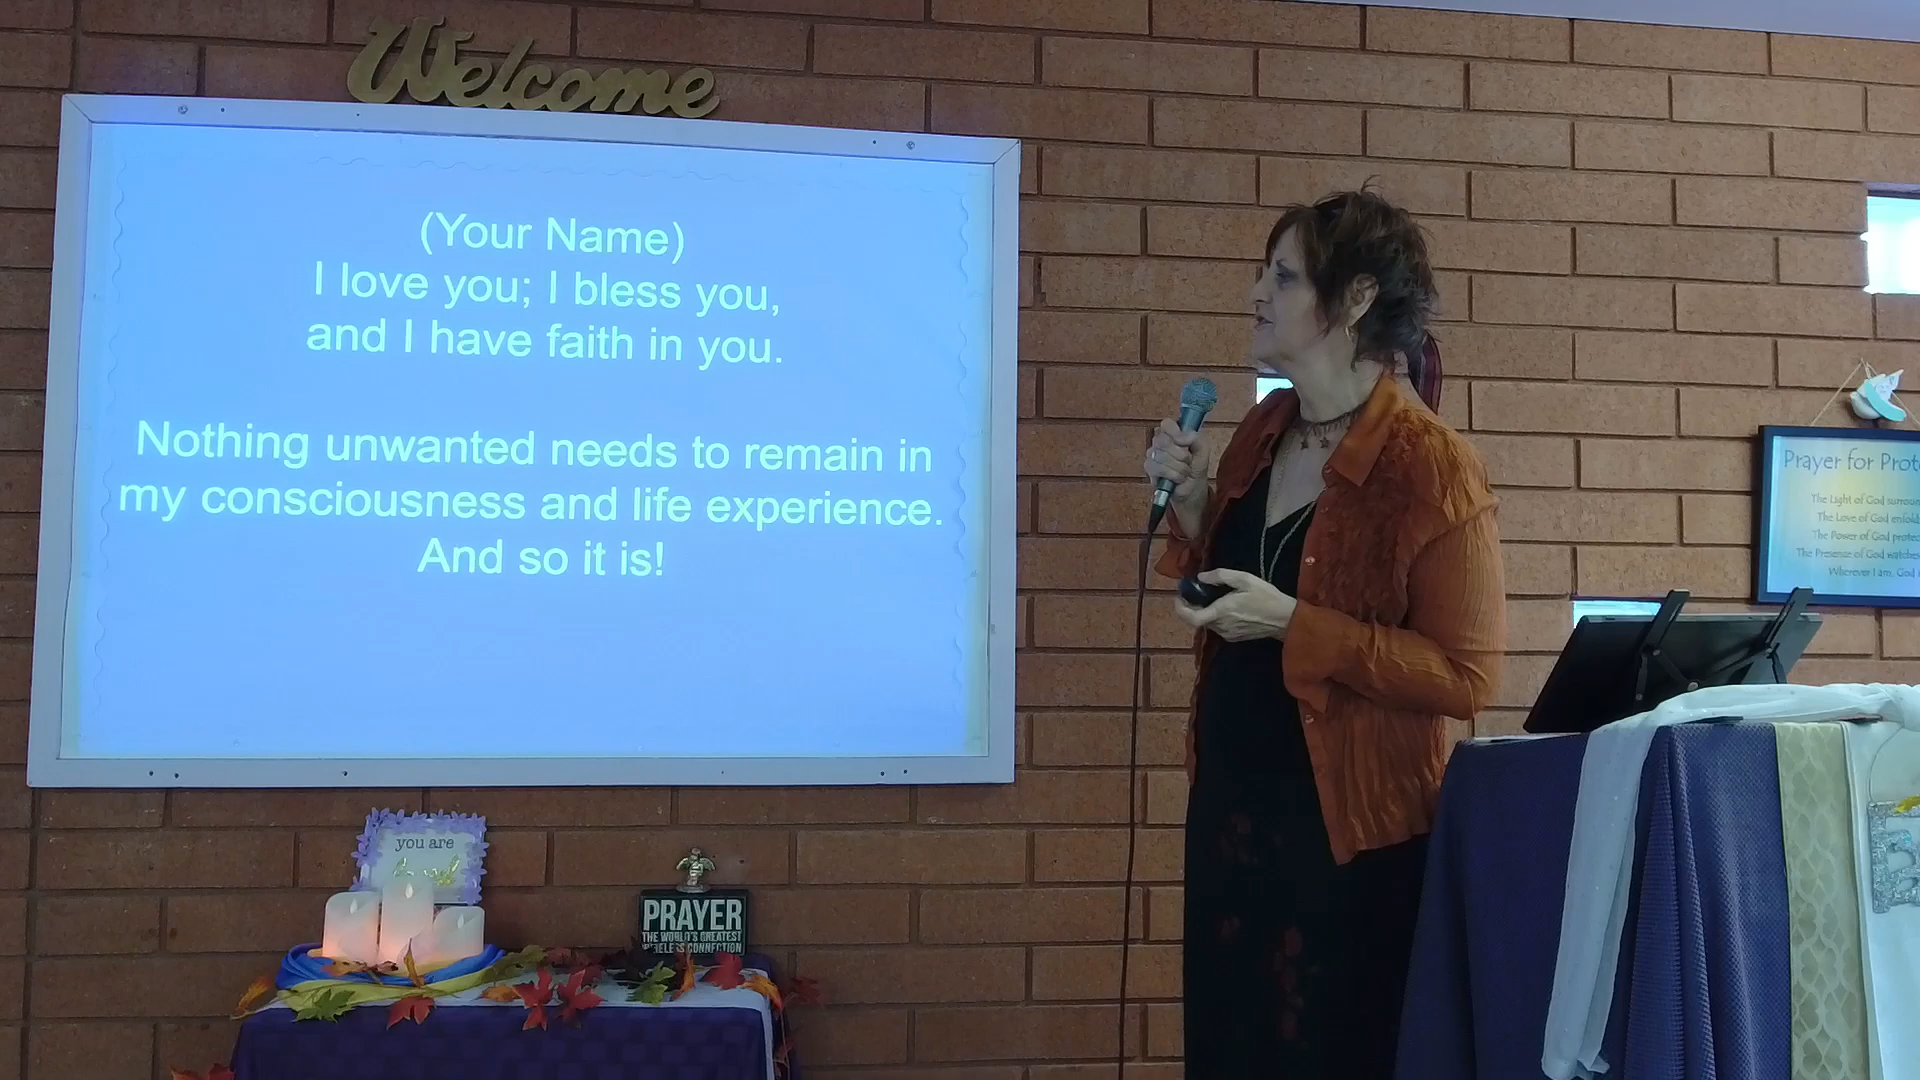 Welcome
(Your Name)
I love you; I bless you,
and I have faith in you.
Nothing unwanted needs to remain in
my consciousness and life experience.
And so it is!
Prayer for
The Light of God
The Love of God
The Power of God
The Presence of God
Wherever I am, God
you are
PRAYER
THE WORLD'S GREATEST
CONNECTION